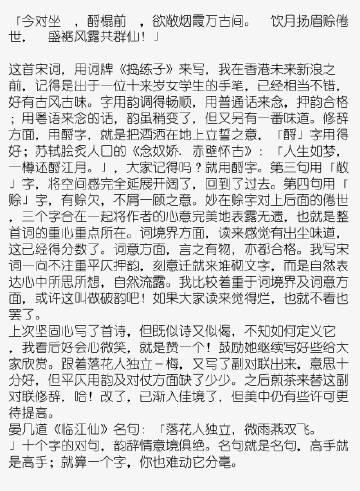 「今对坐 ，酹棍前 ，欲敞烟霞万古间。 饮月扬眉赊倦
世， 盛裾风露共群仙！」

这首宋词，用词牌《捣练子》来写，我在香港未来新浪之
前，记得是出于一位十来岁女学生的手笔，已经相当不错，
好有古风古味。字用韵调得畅顺，用普通话来念，押韵合格
；用粤语来念的话，韵虽稍变了，但又另有一番味道。修辞
方面，用酹字，就是把酒洒在地上立誓之意，「酹」字用得
好；苏轼脍炙人口的《念奴娇．赤壁怀古》：「人生如梦，
一樽还酹江月。」，大家记得吗？就用酹字。第三句用「敞
」字，将空间感完全延展开阔了，回到了过去。第四句用「
赊」字，有赊欠，不屑一顾之意。妙在赊字对上后面的倦世
，三个字合在一起将作者的心意完美地表露无遗，也就是整
首词的重心重点所在。词境界方面，读来感觉有出尘味道，
这已经得分数了。词意方面，言之有物，亦都合格。我写宋
词一向不注重平仄押韵，刻意迁就来堆砌文字，而是自然表
达心中所思所想，自然流露。我比较着重于词境界及词意方
面，或许这叫做破韵吧！如果大家读来觉得烂，也就不看也
罢了。
上次坚固心写了首诗，但既似诗又似偈，不知如何定义它
，我看后好会心微笑，就是赞一个！鼓励她继续写好些给大
家欣赏。跟着落花人独立－梅，又写了副对联出来，意思十
分好，但平仄用韵及对仗方面缺了少少。之后煎茶来替这副
对联修辞．哈！改了，已渐入佳境了，但美中仍有些许可更
待提高。
晏几道《临江仙》名句：「落花人独立，微雨燕双飞。
」十个字的对句，韵辞情意境俱绝。名句就是名句，高手就
是高手；就算一个字，你也难动它分毫。